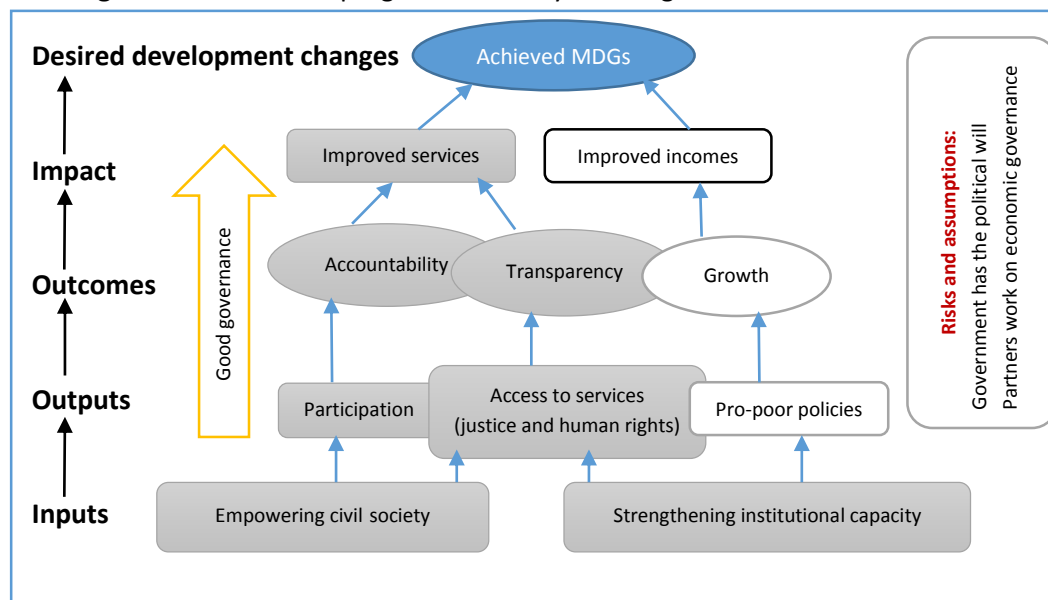 Desired development changes
Achieved MDGs
Impact
Improved services
Improved incomes
Outcomes
Accountability
Transparency
Growth
Outputs
Participation
Access to services
(justice and human rights)
Pro-poor policies
Inputs
Empowering civil society
Strengthening institutional capacity
Good governance
Risks and assumptions:
Government has the political will
Partners work on economic governance